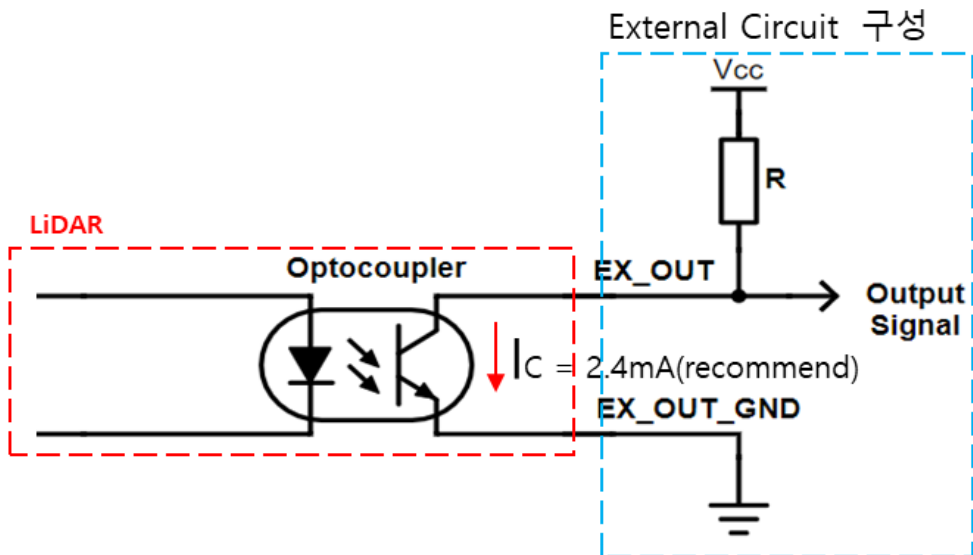 External Circuit 구성
Vcc
R
LiDAR
Optocoupler
EX_OUT
Output
Signal
IC = 2.4mA(recommend)
EX_OUT_GND